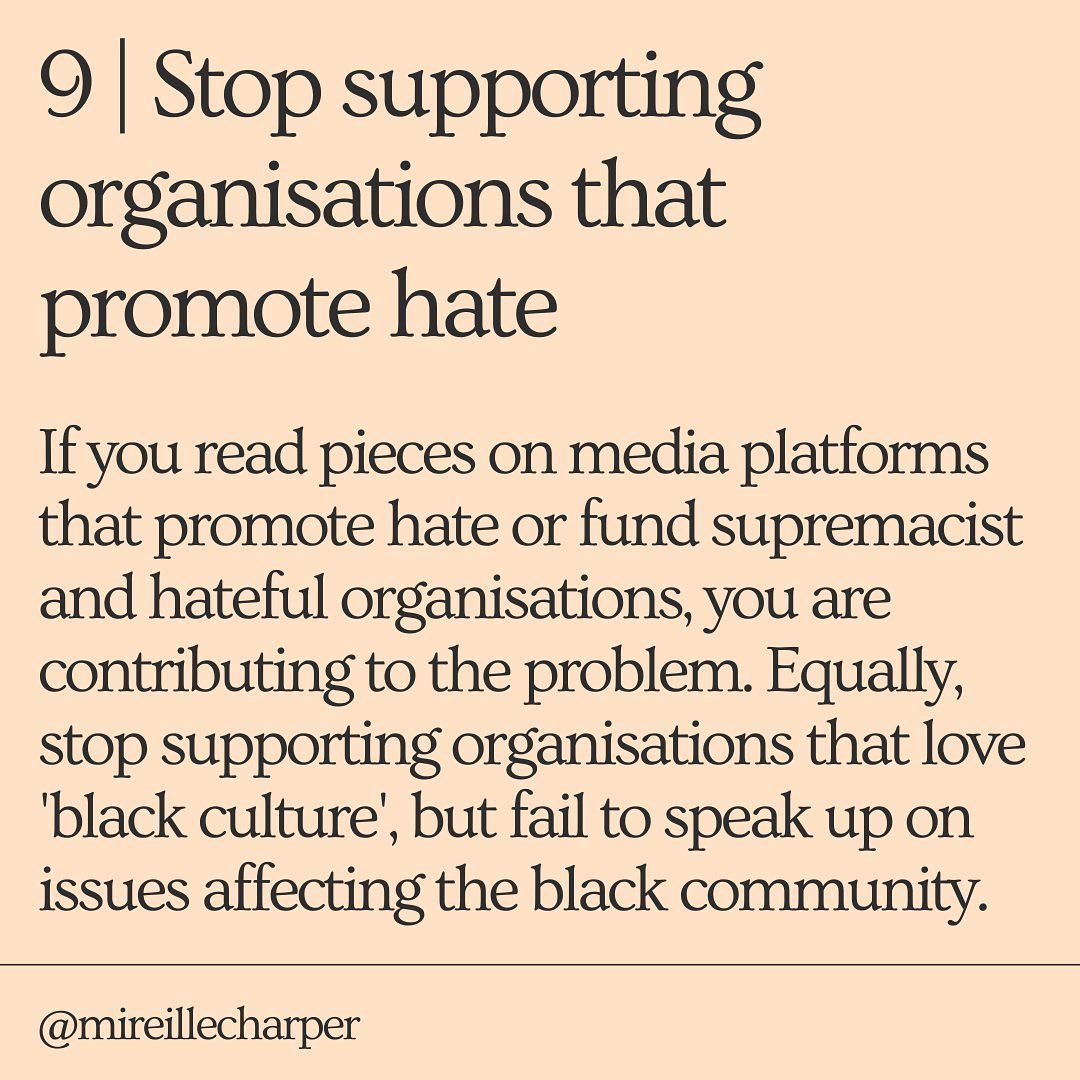 9 | Stop supporting
organisations that
promote hate
If you read pieces on media platforms
that promote hate or fund supremacist
and hateful organisations, you are
contributing to the problem. Equally,
stop supporting organisations that love
'black culture', but fail to speak up on
issues affecting the black community.
@mireillecharper